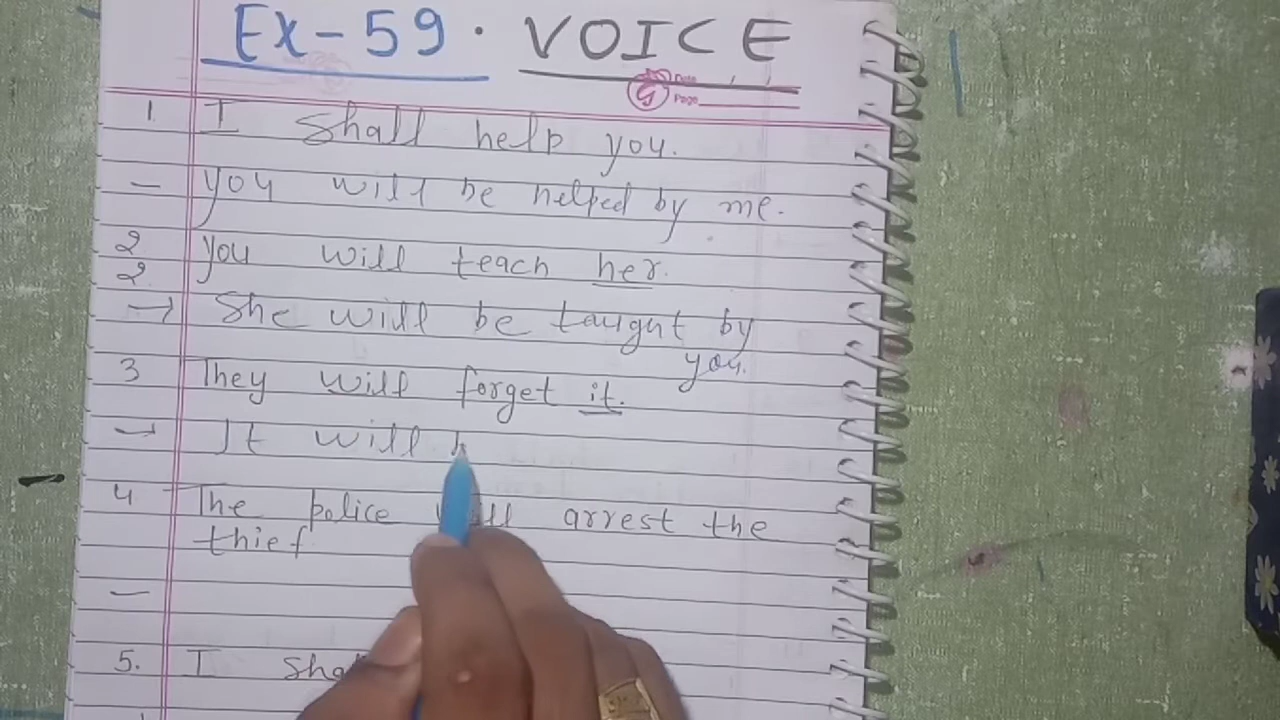 Ex-59. VOICE
Date
Page
1 I shall help you.
— you will be helped by me.
2 you will teach her.
2
→ She will be taught by
you.
3 They will forget it.
→ It will
4 The police will arrest the
thief
—
5. I